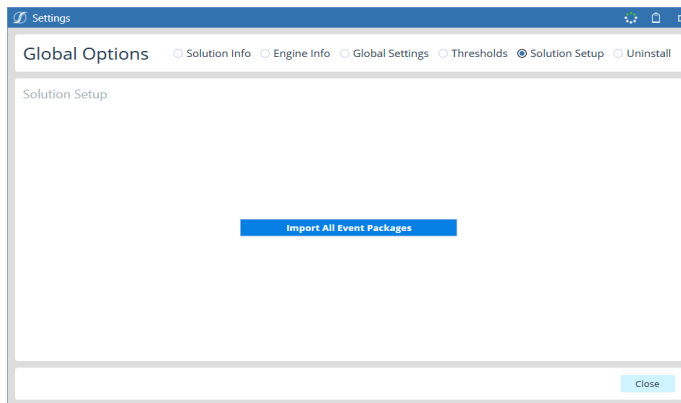 Settings
Global Options
Solution Info Engine Info Global Settings Thresholds Solution Setup Uninstall
Solution Setup
Import All Event Packages
Close